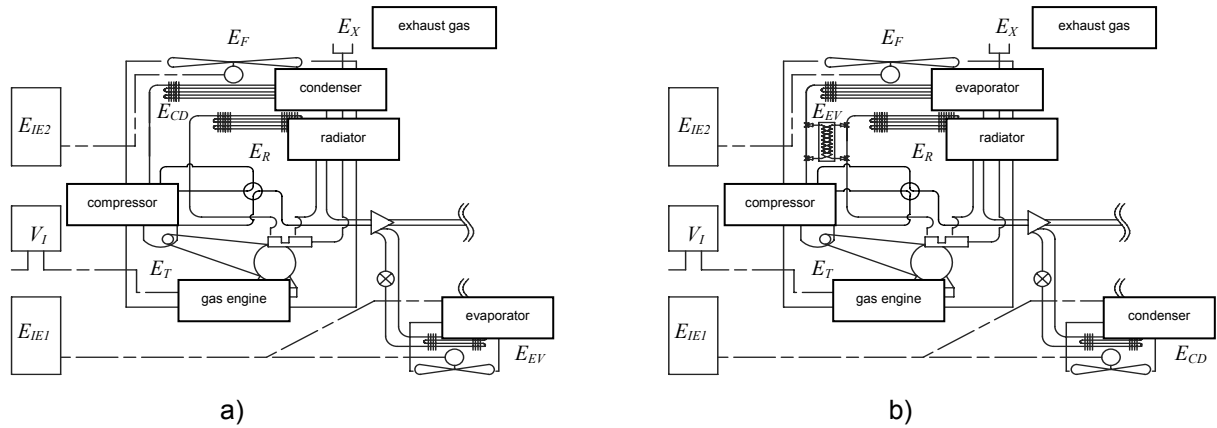 exhaust gas
E_X
E_F
condenser
E_CD
E_IE2
radiator
E_R
compressor
V_I
E_T
gas engine
E_IE1
evaporator
E_EV
a)
exhaust gas
E_X
E_F
evaporator
E_EV
E_IE2
radiator
E_R
compressor
V_I
E_T
gas engine
E_IE1
condenser
E_CD
b)